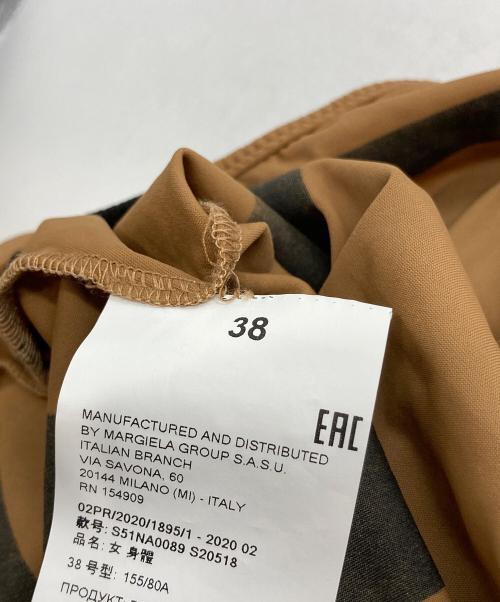 38
EAC
MANUFACTURED AND DISTRIBUTED
BY MARGIELA GROUP S.A.S.U.
ITALIAN BRANCH
VIA SAVONA, 60
20144 MILANO (MI) - ITALY
RN 154909
02PR/2020/1895/1 - 2020 02
款号: S51NA0089 S20518
品名: 女 身體
38 号型: 155/80A
ПРОДУКТ: